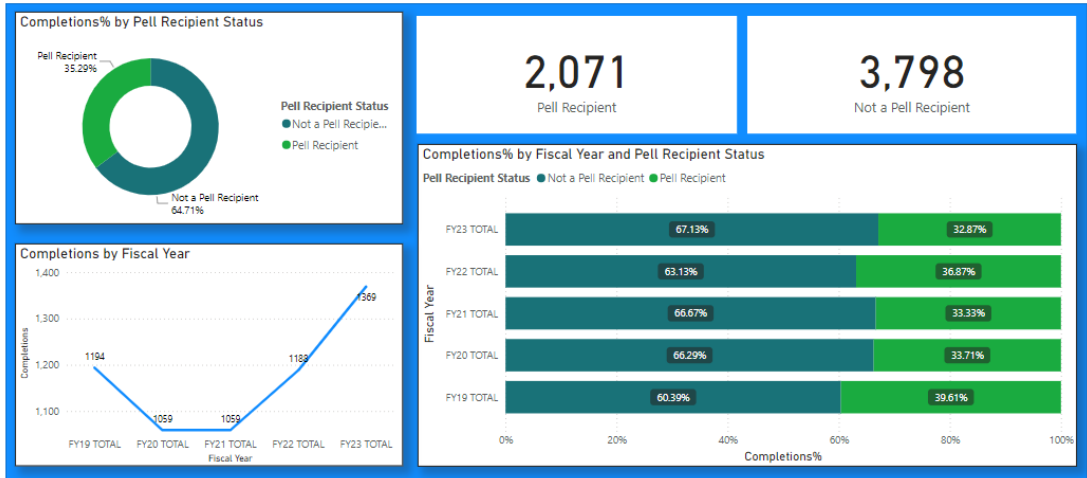 Completions% by Pell Recipient Status
Pell Recipient
35.29%
Not a Pell Recipient
64.71%
Pell Recipient Status
Not a Pell Recipie...
Pell Recipient
2,071
Pell Recipient
3,798
Not a Pell Recipient
Completions by Fiscal Year
Completions
1,400
1,300
1,200
1,100
1194
1059
1059
1188
1369
FY19 TOTAL FY20 TOTAL FY21 TOTAL FY22 TOTAL FY23 TOTAL
Fiscal Year
Completions% by Fiscal Year and Pell Recipient Status
Pell Recipient Status Not a Pell Recipient Pell Recipient
Fiscal Year
FY23 TOTAL 67.13% 32.87%
FY22 TOTAL 63.13% 36.87%
FY21 TOTAL 66.67% 33.33%
FY20 TOTAL 66.29% 33.71%
FY19 TOTAL 60.39% 39.61%
0% 20% 40% 60% 80% 100%
Completions%